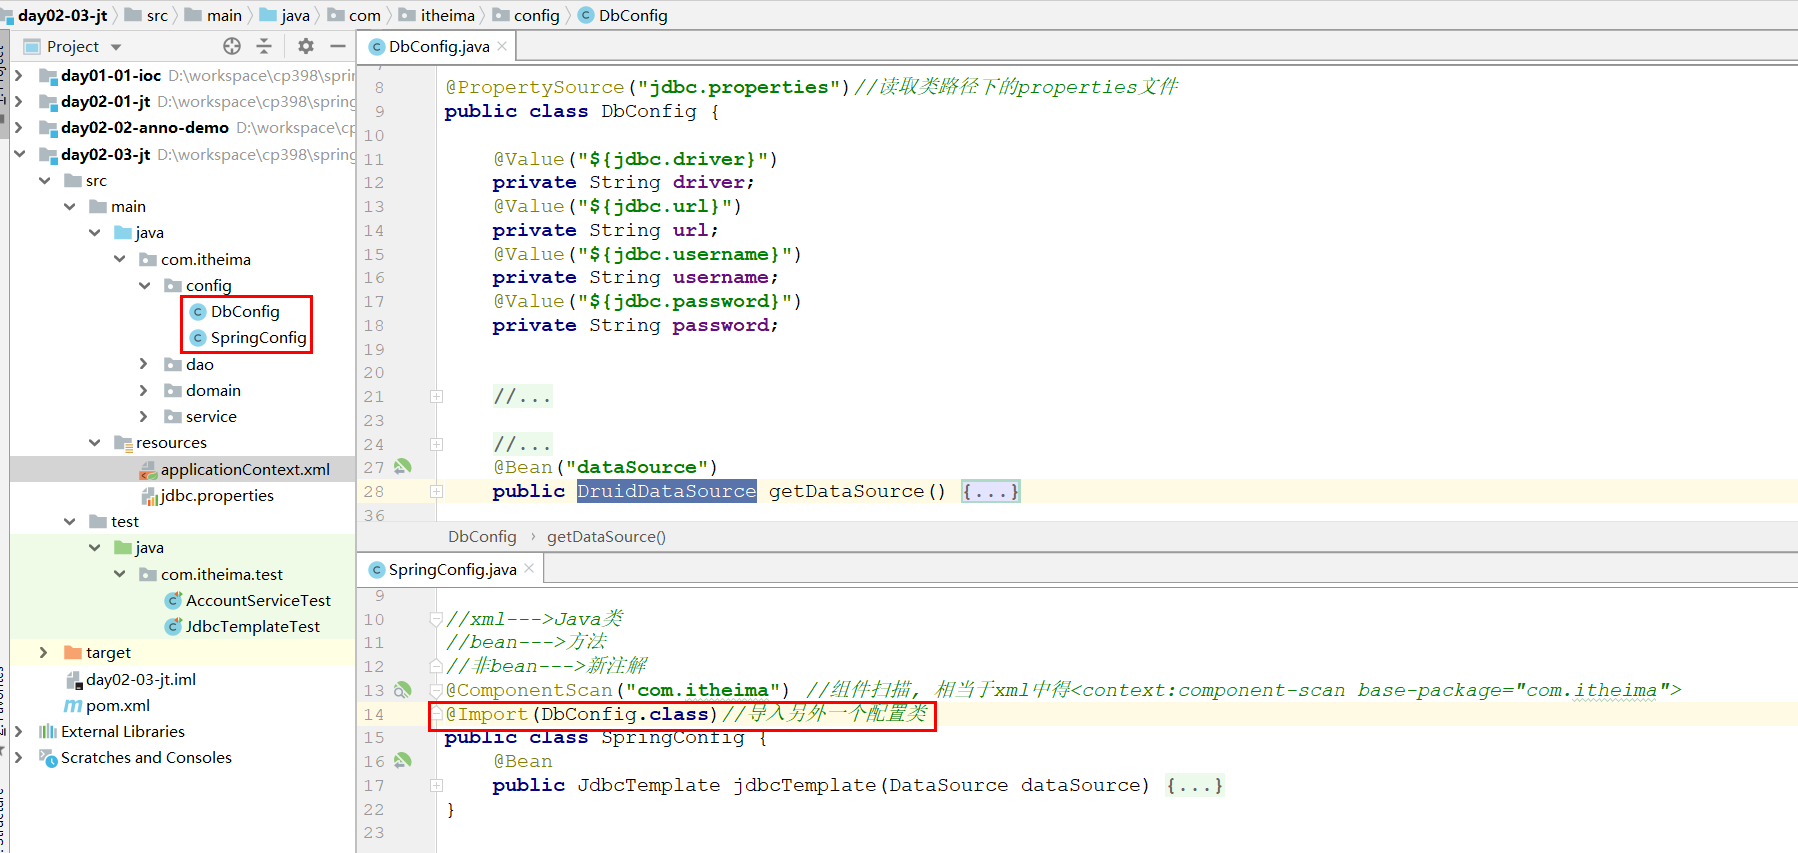 day02-03-jt src main java com itheima config DbConfig
Project
day01-01-ioc D:\workspace\cp398\sprin
day02-01-jt D:\workspace\cp398\spring
day02-02-anno-demo D:\workspace\cp
day02-03-jt D:\workspace\cp398\spring
src
main
java
com.itheima
config
DbConfig
SpringConfig
dao
domain
service
resources
applicationContext.xml
jdbc.properties
test
java
com.itheima.test
AccountServiceTest
JdbcTemplateTest
target
day02-03-jt.iml
pom.xml
External Libraries
Scratches and Consoles
DbConfig.java
8 @PropertySource("jdbc.properties")//读取类路径下的properties文件
9 public class DbConfig {
10
11 @Value("${jdbc.driver}")
12 private String driver;
13 @Value("${jdbc.url}")
14 private String url;
15 @Value("${jdbc.username}")
16 private String username;
17 @Value("${jdbc.password}")
18 private String password;
19
20
21 //...
23
24 //...
27 @Bean("dataSource")
28 public DruidDataSource getDataSource() {...}
36
DbConfig › getDataSource()
SpringConfig.java
9
10 //xml--->Java类
11 //bean--->方法
12 //非bean--->新注解
13 @ComponentScan("com.itheima") //组件扫描, 相当于xml中得<context:component-scan base-package="com.itheima">
14 @Import(DbConfig.class)//导入另外一个配置类
15 public class SpringConfig {
16 @Bean
17 public JdbcTemplate jdbcTemplate(DataSource dataSource) {...}
22 }
23